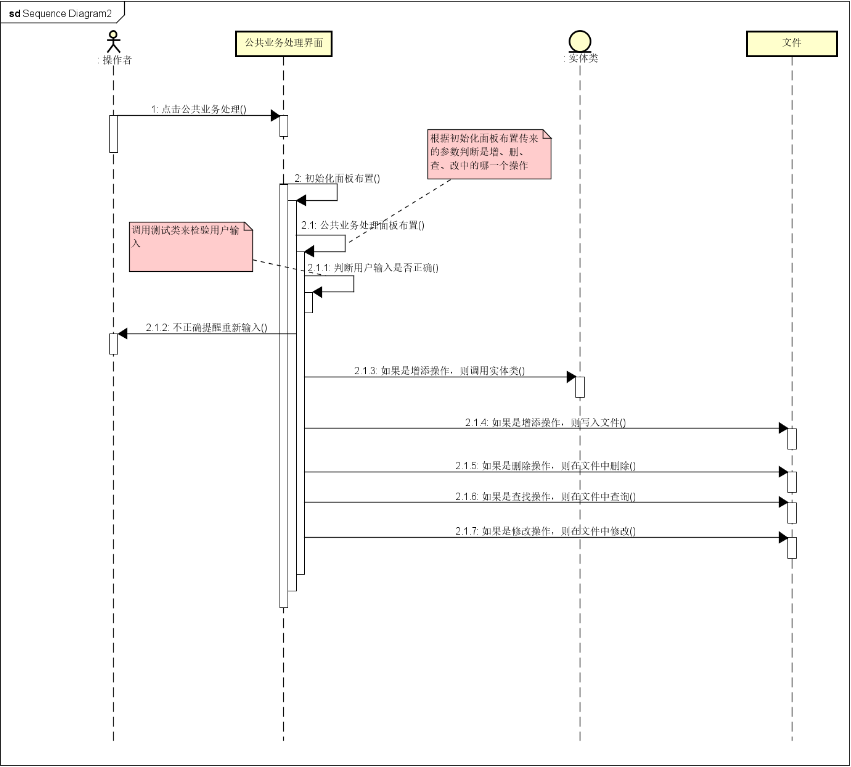 sd Sequence Diagram2
: 操作者
公共业务处理界面
: 实体类
文件
1: 点击公共业务处理()
根据初始化面板布置传来
的参数判断是增、删、
查、改中的哪一个操作
2: 初始化面板布置()
2.1: 公共业务处理面板布置()
调用测试类来检验用户输
入
2.1.1: 判断用户输入是否正确()
2.1.2: 不正确提醒重新输入()
2.1.3: 如果是增添操作，则调用实体类()
2.1.4: 如果是增添操作，则写入文件()
2.1.5: 如果是删除操作，则在文件中删除()
2.1.6: 如果是查找操作，则在文件中查询()
2.1.7: 如果是修改操作，则在文件中修改()